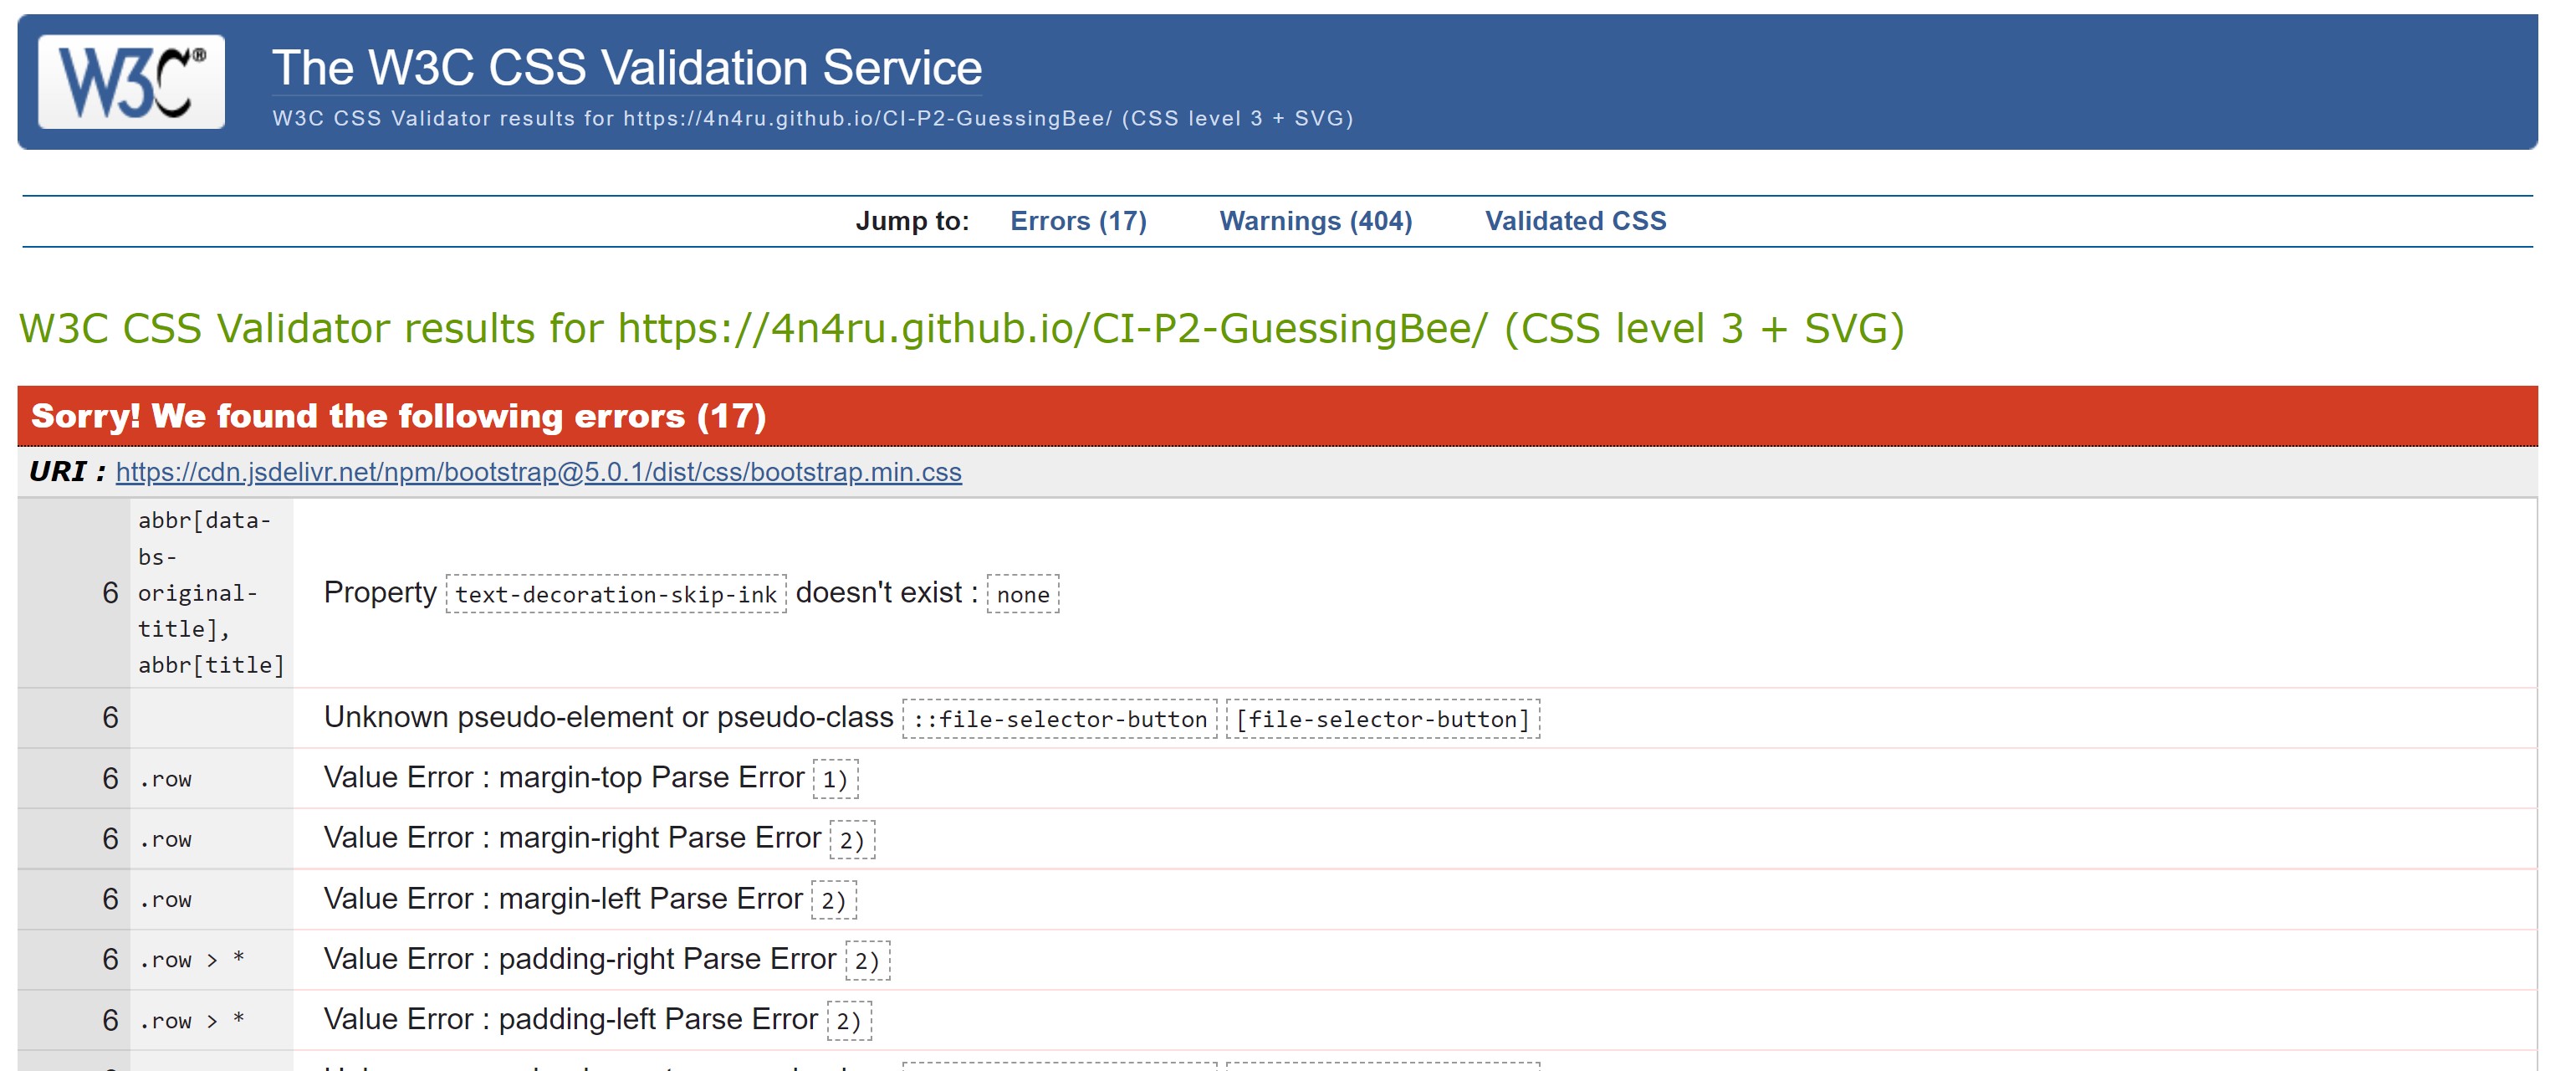 W3C®
The W3C CSS Validation Service
W3C CSS Validator results for https://4n4ru.github.io/CI-P2-GuessingBee/ (CSS level 3 + SVG)
Jump to: Errors (17) Warnings (404) Validated CSS
W3C CSS Validator results for https://4n4ru.github.io/CI-P2-GuessingBee/ (CSS level 3 + SVG)
Sorry! We found the following errors (17)
URI : https://cdn.jsdelivr.net/npm/bootstrap@5.0.1/dist/css/bootstrap.min.css
abbr[data-
bs-
6 original- Property text-decoration-skip-ink doesn't exist : none
title],
abbr[title]
6 Unknown pseudo-element or pseudo-class ::file-selector-button [file-selector-button]
6 .row Value Error : margin-top Parse Error 1)
6 .row Value Error : margin-right Parse Error 2)
6 .row Value Error : margin-left Parse Error 2)
6 .row > * Value Error : padding-right Parse Error 2)
6 .row > * Value Error : padding-left Parse Error 2)